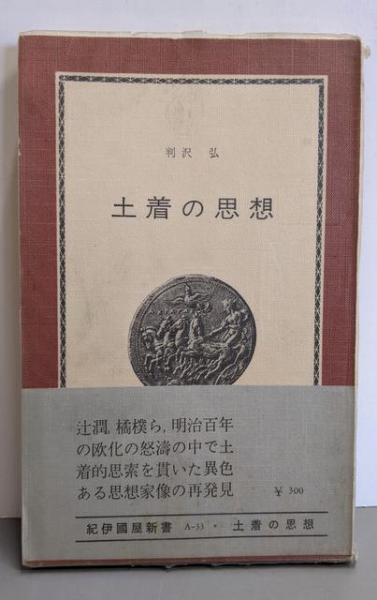 判沢 弘
土着の思想
辻潤，橘樸ら，明治百年
の欧化の怒濤の中で土
着的思索を貫いた異色
ある思想家像の再発見
¥ 300
紀伊國屋新書 A-33 · 土着の思想